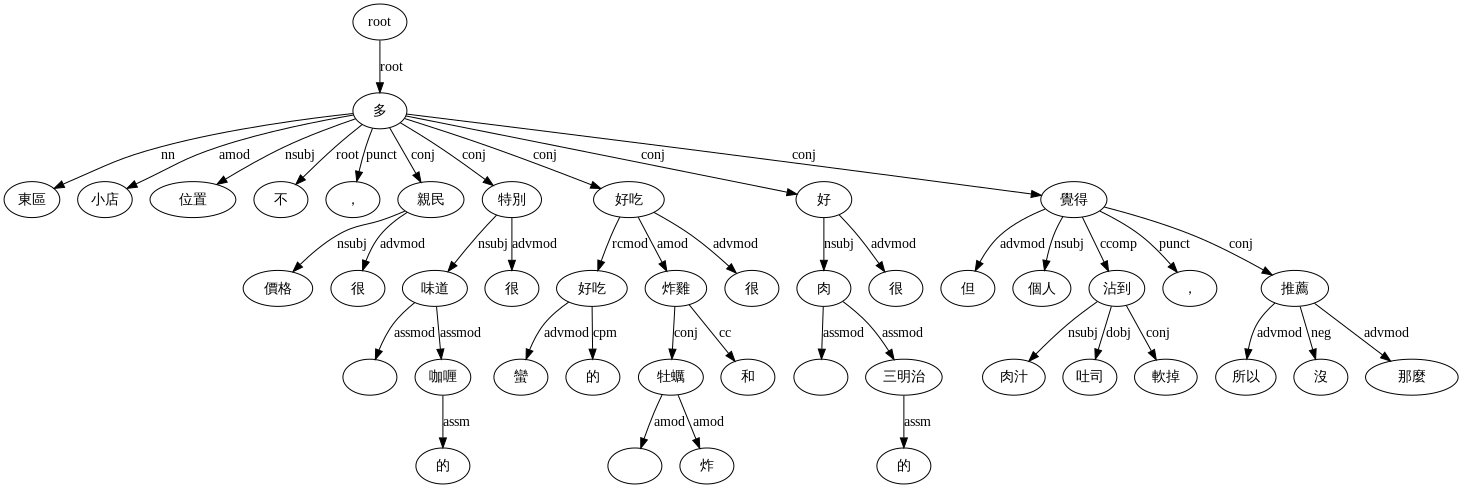 root
root
多
nn amod nsubj root punct conj conj conj conj conj
東區 小店 位置 不 , 親民 特別 好吃 好 覺得
nsubj advmod nsubj advmod rcmod amod advmod nsubj advmod advmod nsubj ccomp punct conj
價格 很 味道 很 好吃 炸雞 很 肉 很 但 個人 沾到 , 推薦
assmod assmod advmod cpm conj cc assmod assmod nsubj dobj conj advmod neg advmod
咖喱 蠻 的 牡蠣 和 三明治 肉汁 吐司 軟掉 所以 沒 那麼
assm amod amod assm
的 炸 的